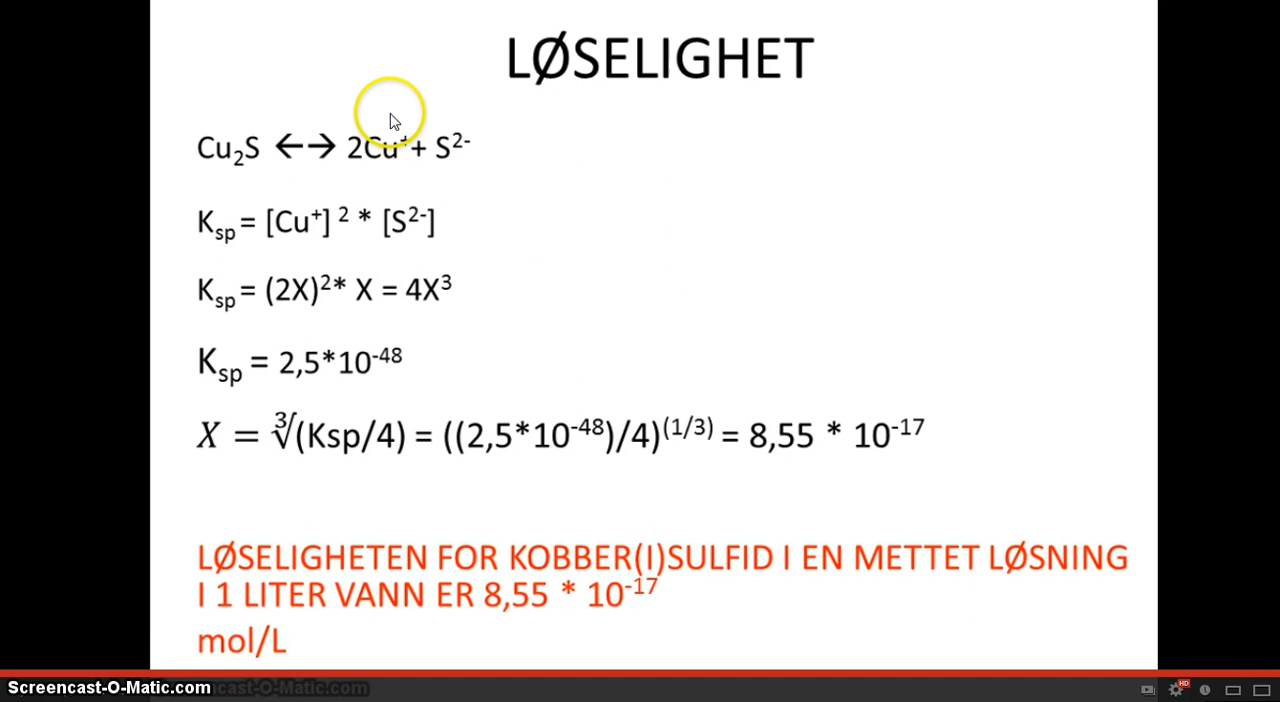 LØSELIGHET
Cu₂S ←→ 2Cu⁺+ S²⁻
Kₛₚ = [Cu⁺] ² * [S²⁻]
Kₛₚ = (2X)²* X = 4X³
Kₛₚ = 2,5*10⁻⁴⁸
X = ∛(Ksp/4) = ((2,5*10⁻⁴⁸)/4)⁽¹/³⁾ = 8,55 * 10⁻¹⁷
LØSELIGHETEN FOR KOBBER(I)SULFID I EN METTET LØSNING
I 1 LITER VANN ER 8,55 * 10⁻¹⁷
mol/L
Screencast-O-Matic.com
HD